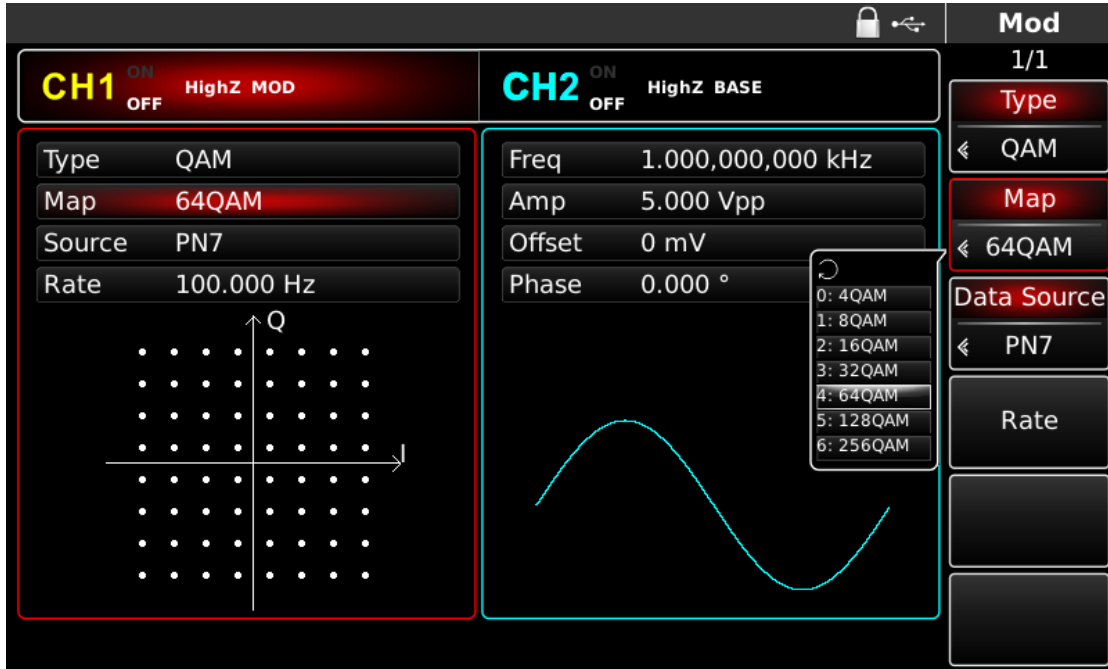 Mod
1/1
CH1 ON OFF HighZ MOD
CH2 ON OFF HighZ BASE
Type QAM
Map 64QAM
Source PN7
Rate 100.000 Hz
Q
I
Freq 1.000,000,000 kHz
Amp 5.000 Vpp
Offset 0 mV
Phase 0.000 °
0: 4QAM
1: 8QAM
2: 16QAM
3: 32QAM
4: 64QAM
5: 128QAM
6: 256QAM
Type
QAM
Map
64QAM
Data Source
PN7
Rate